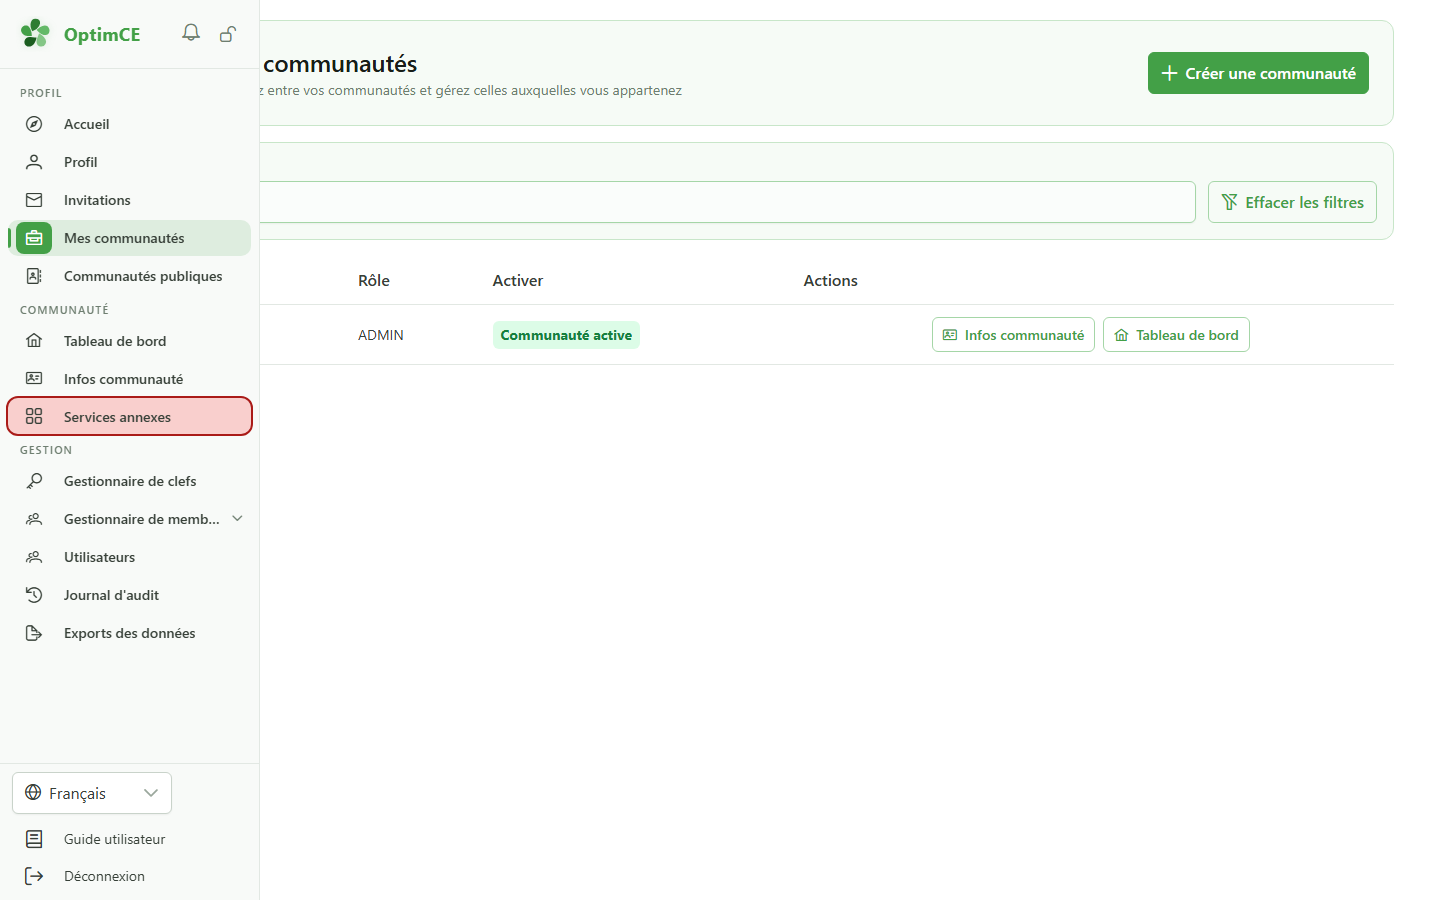 OptimCE
PROFIL
Accueil
Profil
Invitations
Mes communautés
Communautés publiques
COMMUNAUTÉ
Tableau de bord
Infos communauté
Services annexes
GESTION
Gestionnaire de clefs
Gestionnaire de memb...
Utilisateurs
Journal d'audit
Exports des données
Français
Guide utilisateur
Déconnexion
communautés
entre vos communautés et gérez celles auxquelles vous appartenez
Créer une communauté
Effacer les filtres
Rôle Activer Actions
ADMIN Communauté active Infos communauté Tableau de bord